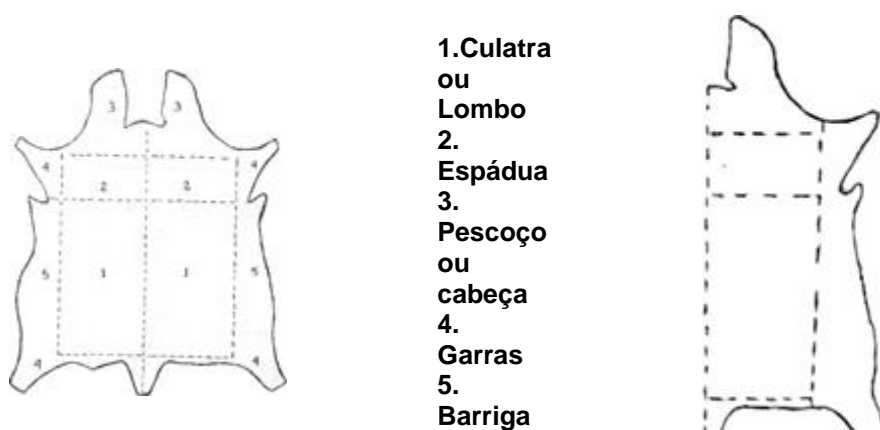 3 3
4 4
2 2
5 1 1 5
4 4
1.Culatra
ou
Lombo
2.
Espádua
3.
Pescoço
ou
cabeça
4.
Garras
5.
Barriga